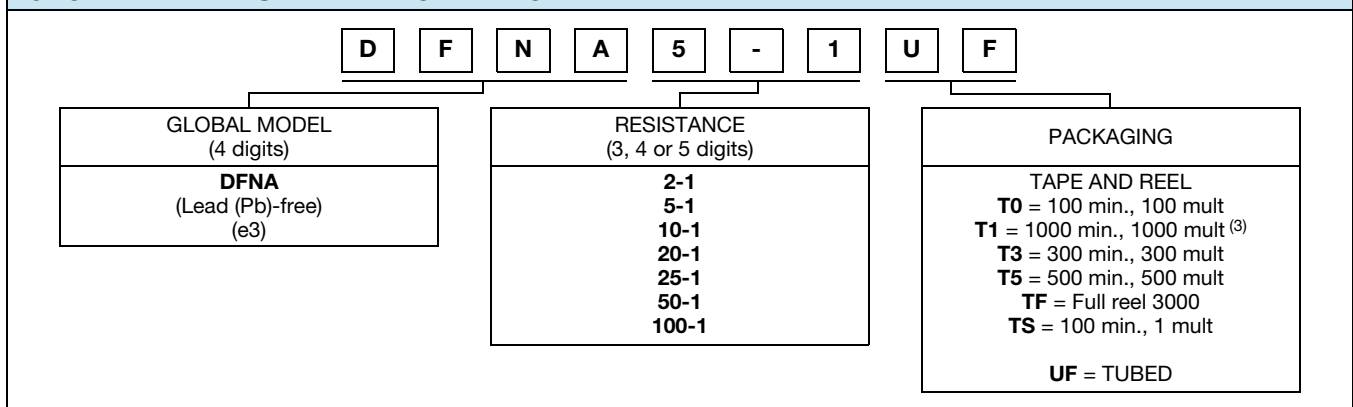 D F N A 5 - 1 U F
GLOBAL MODEL
(4 digits)
DFNA
(Lead (Pb)-free)
(e3)
RESISTANCE
(3, 4 or 5 digits)
2-1
5-1
10-1
20-1
25-1
50-1
100-1
PACKAGING
TAPE AND REEL
T0 = 100 min., 100 mult
T1 = 1000 min., 1000 mult (3)
T3 = 300 min., 300 mult
T5 = 500 min., 500 mult
TF = Full reel 3000
TS = 100 min., 1 mult
UF = TUBED